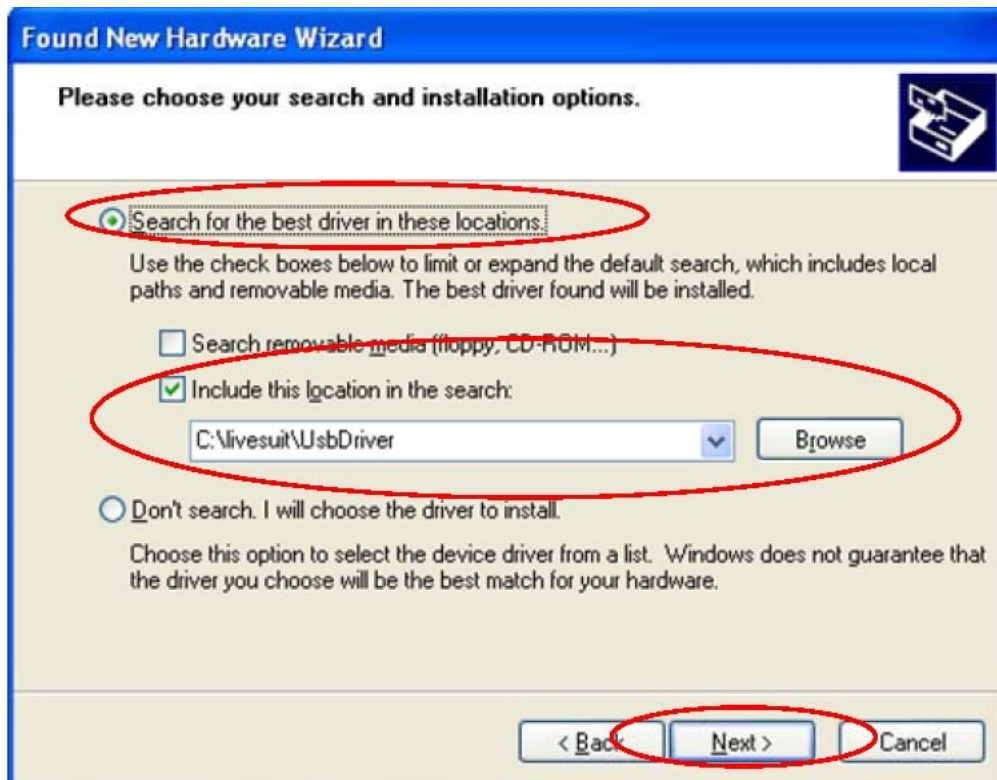 Found New Hardware Wizard
Please choose your search and installation options.
Search for the best driver in these locations.
Use the check boxes below to limit or expand the default search, which includes local
paths and removable media. The best driver found will be installed.
Search removable media (floppy, CD-ROM...)
Include this location in the search:
C:\livesuit\UsbDriver
Browse
Don't search. I will choose the driver to install.
Choose this option to select the device driver from a list. Windows does not guarantee that
the driver you choose will be the best match for your hardware.
< Back Next > Cancel